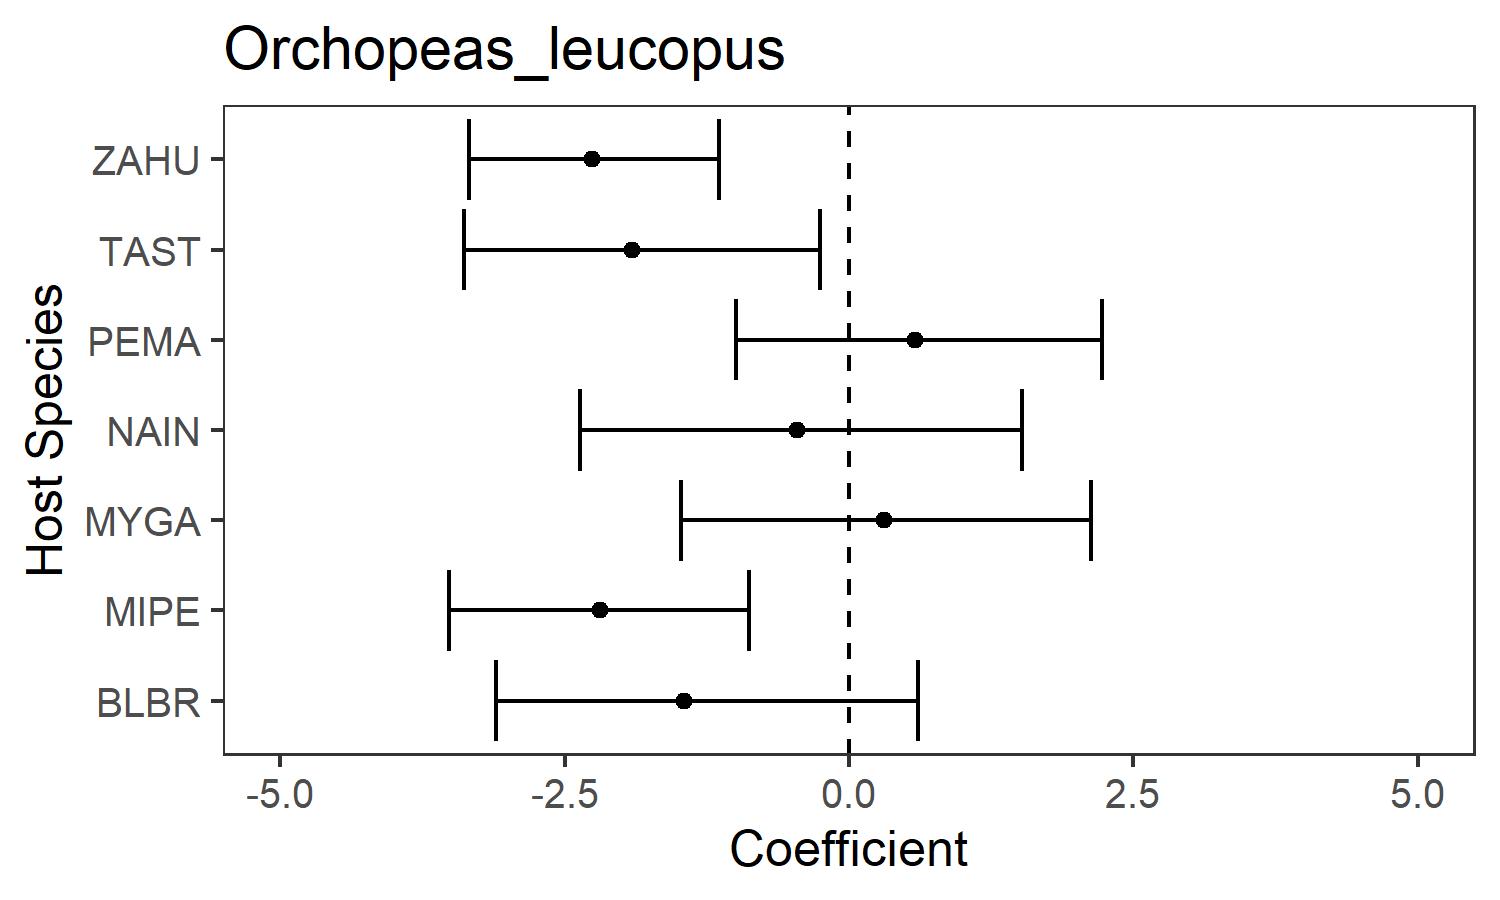 Orchopeas_leucopus
Host Species
ZAHU
TAST
PEMA
NAIN
MYGA
MIPE
BLBR
-5.0 -2.5 0.0 2.5 5.0
Coefficient